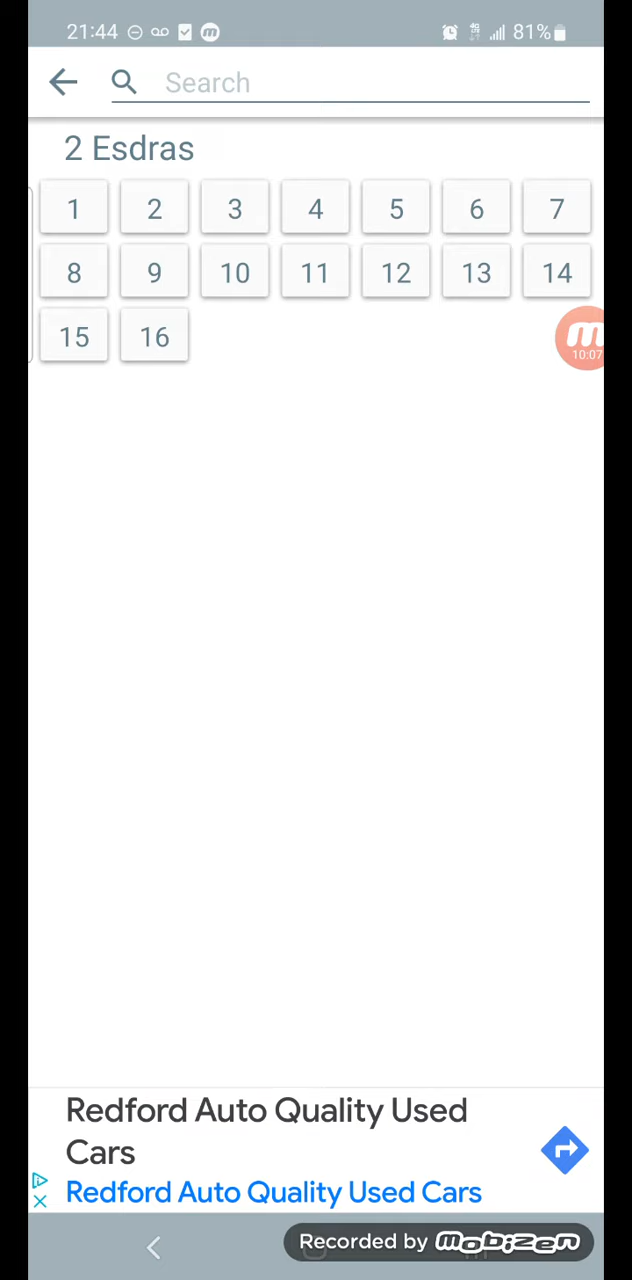 21:44 81%
Search
2 Esdras
1 2 3 4 5 6 7
8 9 10 11 12 13 14
15 16
m
10:07
Redford Auto Quality Used
Cars
Redford Auto Quality Used Cars
Recorded by mobizen